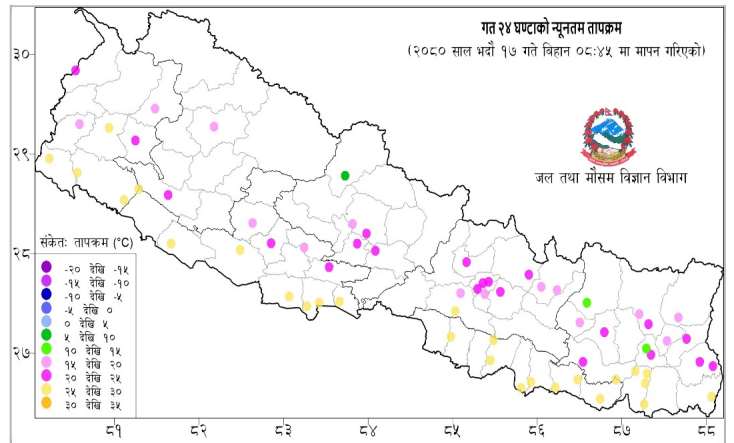 गत २४ घण्टाको न्यूनतम तापक्रम
(२०८० साल भदौ १७ गते विहान ०८:४५ मा मापन गरिएको)
जल तथा मौसम विज्ञान विभाग
३०
२९
२८
२७
संकेत: तापक्रम (°C)
-२० देखि -१५
-१५ देखि -१०
-१० देखि -५
-५ देखि ०
० देखि ५
५ देखि १०
१० देखि १५
१५ देखि २०
२० देखि २५
२५ देखि ३०
३० देखि ३५
८१ ८२ ८३ ८४ ८५ ८६ ८७ ८८